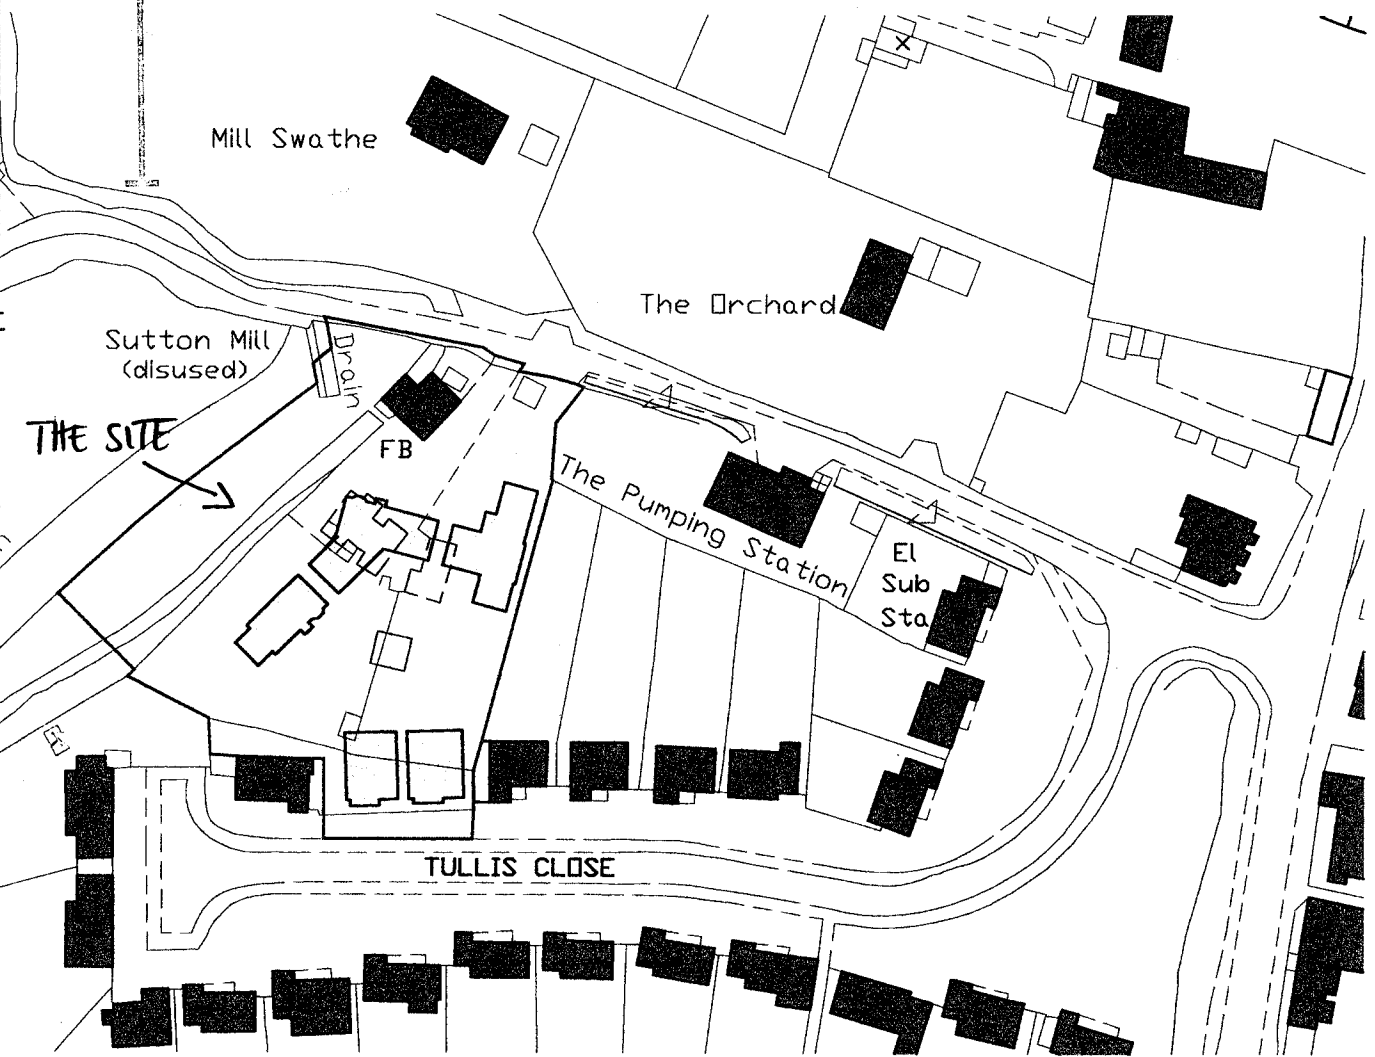 Mill Swathe
The Orchard
Sutton Mill
(disused)
Drain
THE SITE
FB
The Pumping Station
El
Sub
Sta
TULLIS CLOSE